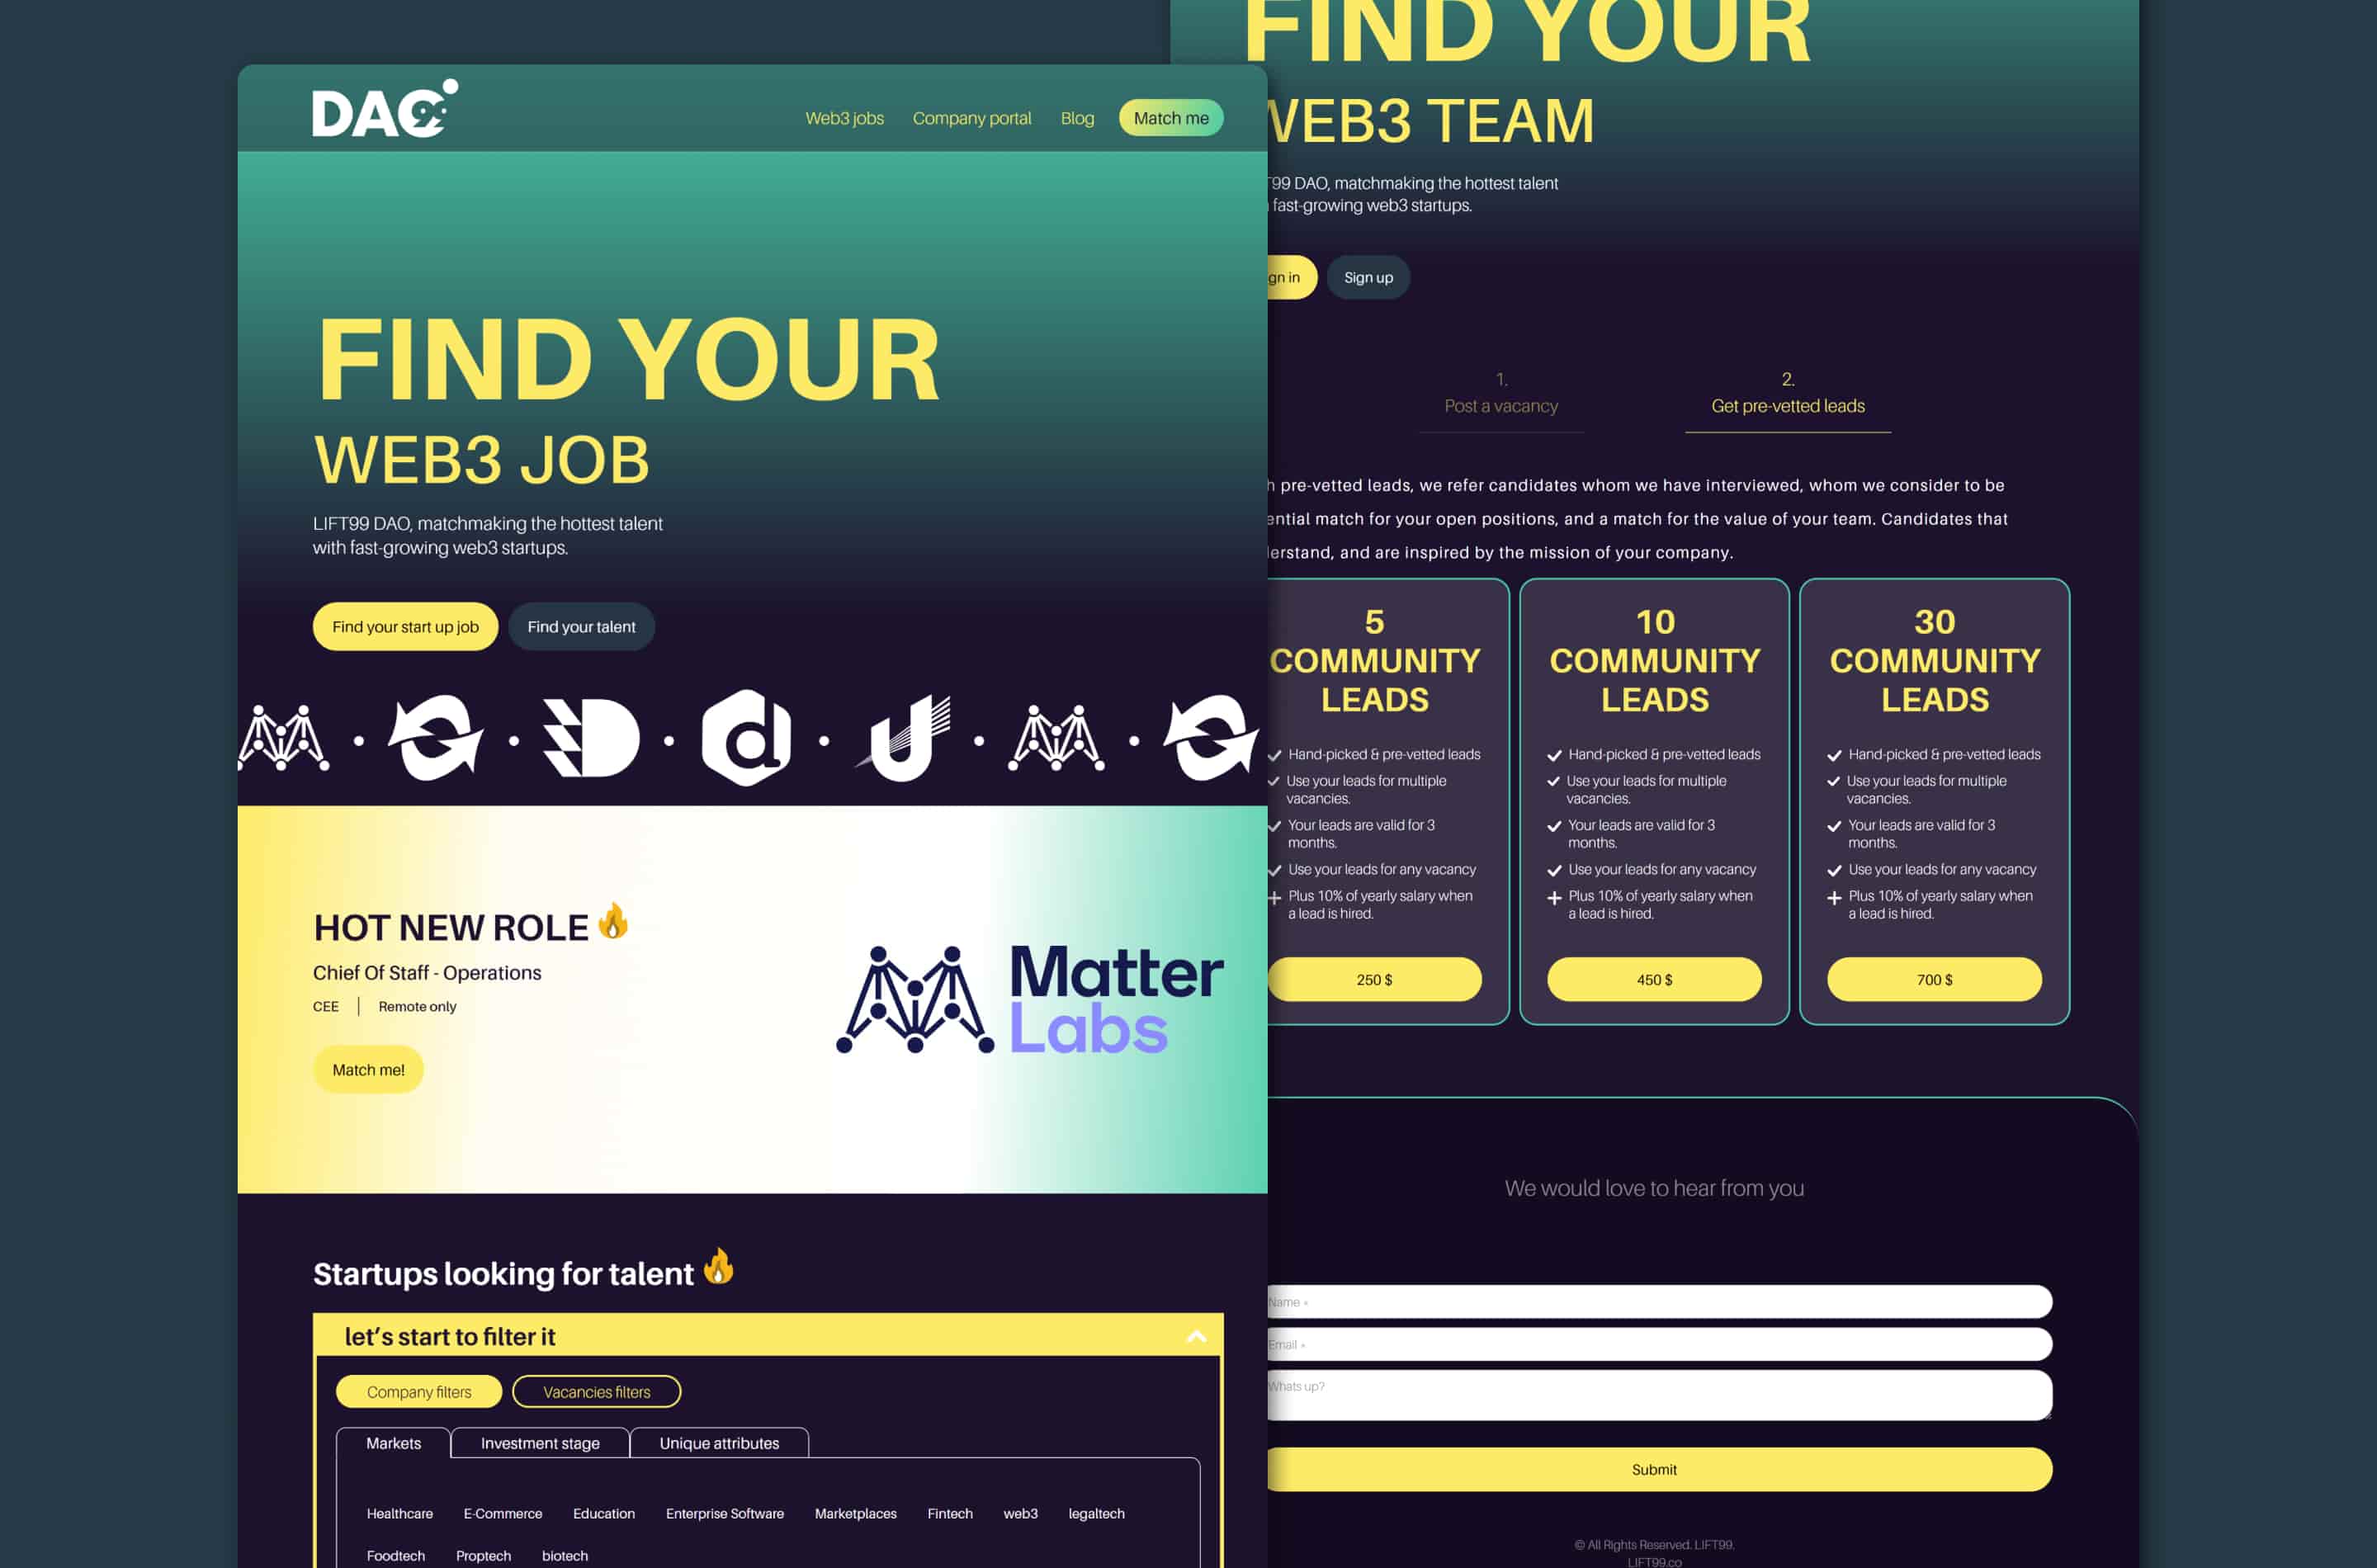 DAO
Web3 jobs
Company portal
Blog
Match me
FIND YOUR
WEB3 JOB
LIFT99 DAO, matchmaking the hottest talent
with fast-growing web3 startups.
Find your start up job
Find your talent
HOT NEW ROLE
Chief Of Staff - Operations
CEE
Remote only
Match me!
Matter
Labs
Startups looking for talent
let's start to filter it
Company filters
Vacancies filters
Markets
Investment stage
Unique attributes
Healthcare
E-Commerce
Education
Enterprise Software
Marketplaces
Fintech
web3
legaltech
Foodtech
Proptech
biotech
FIND YOUR
WEB3 TEAM
T99 DAO, matchmaking the hottest talent
fast-growing web3 startups.
gn in
Sign up
1.
Post a vacancy
2.
Get pre-vetted leads
h pre-vetted leads, we refer candidates whom we have interviewed, whom we consider to be
ential match for your open positions, and a match for the value of your team. Candidates that
lerstand, and are inspired by the mission of your company.
5
COMMUNITY
LEADS
Hand-picked & pre-vetted leads
Use your leads for multiple
vacancies.
Your leads are valid for 3
months.
Use your leads for any vacancy
Plus 10% of yearly salary when
a lead is hired.
250 $
10
COMMUNITY
LEADS
Hand-picked & pre-vetted leads
Use your leads for multiple
vacancies.
Your leads are valid for 3
months.
Use your leads for any vacancy
Plus 10% of yearly salary when
a lead is hired.
450 $
30
COMMUNITY
LEADS
Hand-picked & pre-vetted leads
Use your leads for multiple
vacancies.
Your leads are valid for 3
months.
Use your leads for any vacancy
Plus 10% of yearly salary when
a lead is hired.
700 $
We would love to hear from you
Name *
Email *
Whats up?
Submit
© All Rights Reserved. LIFT99.
LIFT99.co